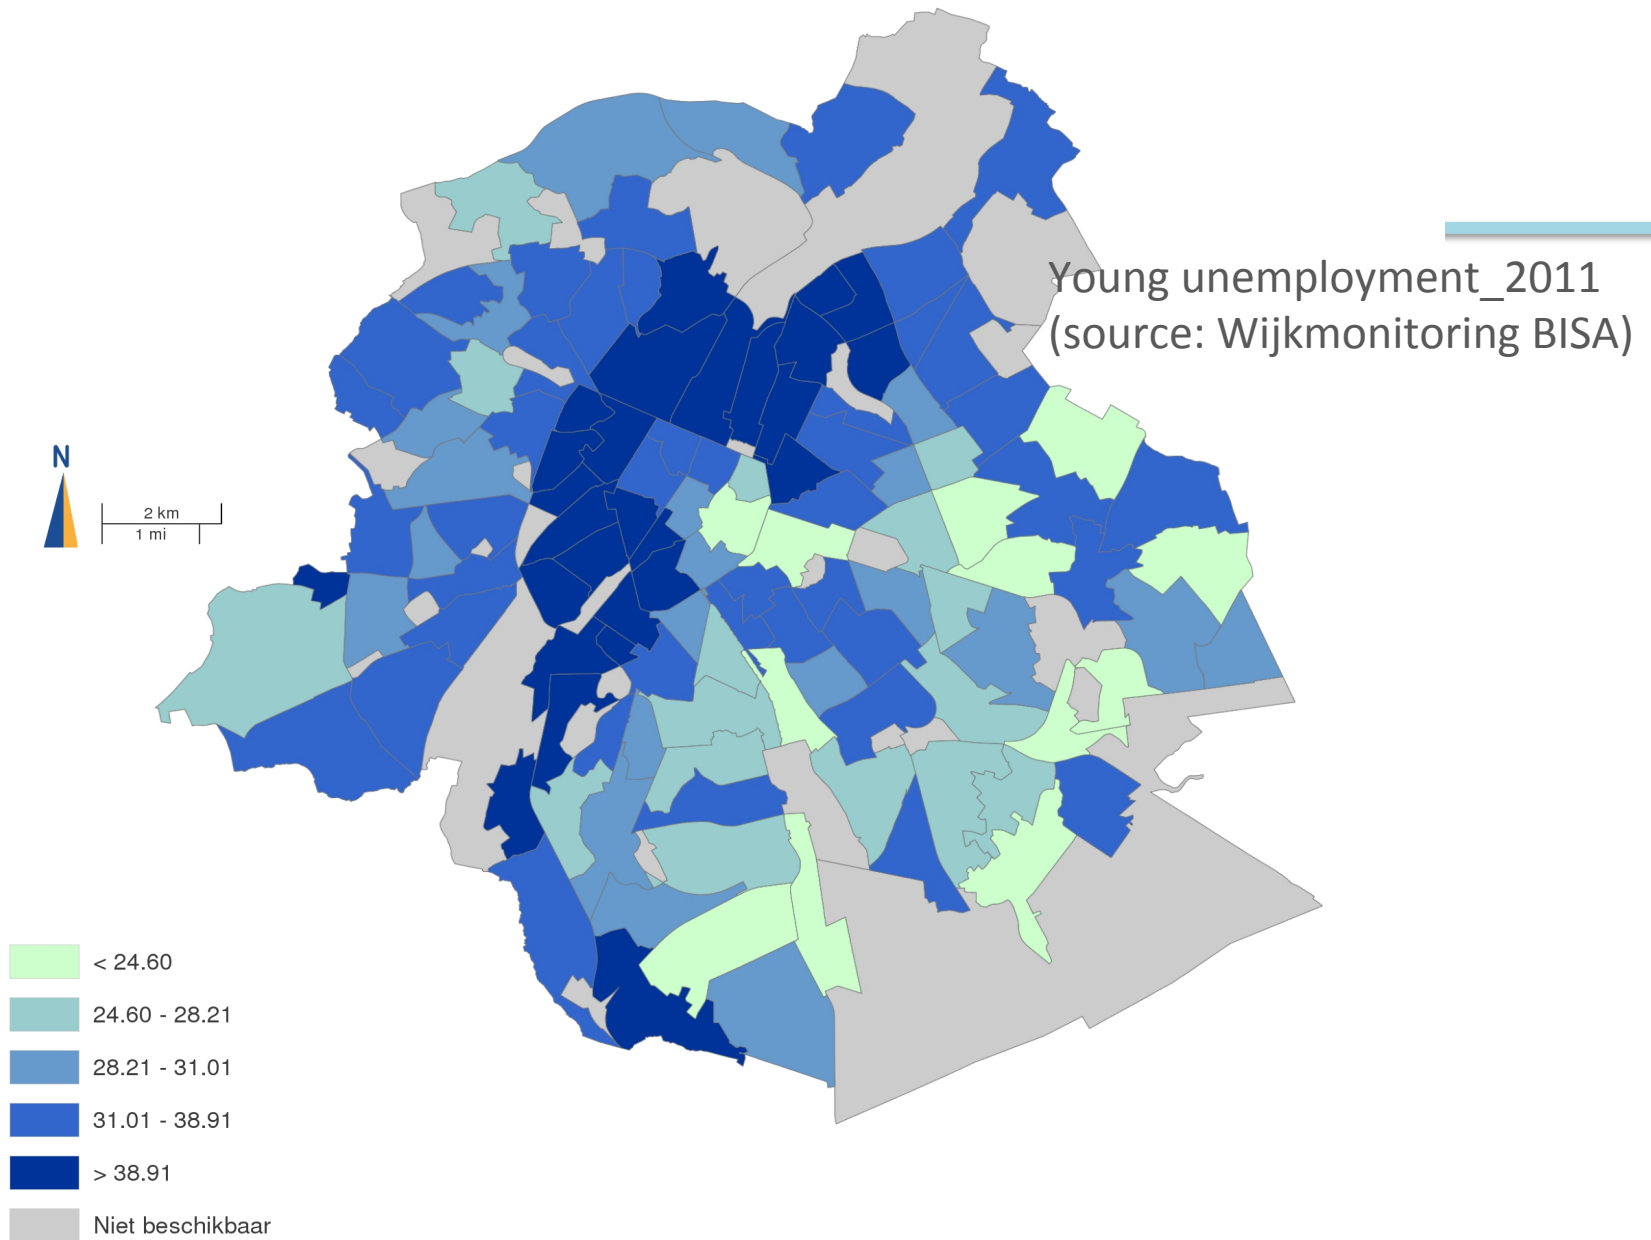 Young unemployment_2011
(source: Wijkmonitoring BISA)
N
2 km
1 mi
< 24.60
24.60 - 28.21
28.21 - 31.01
31.01 - 38.91
> 38.91
Niet beschikbaar